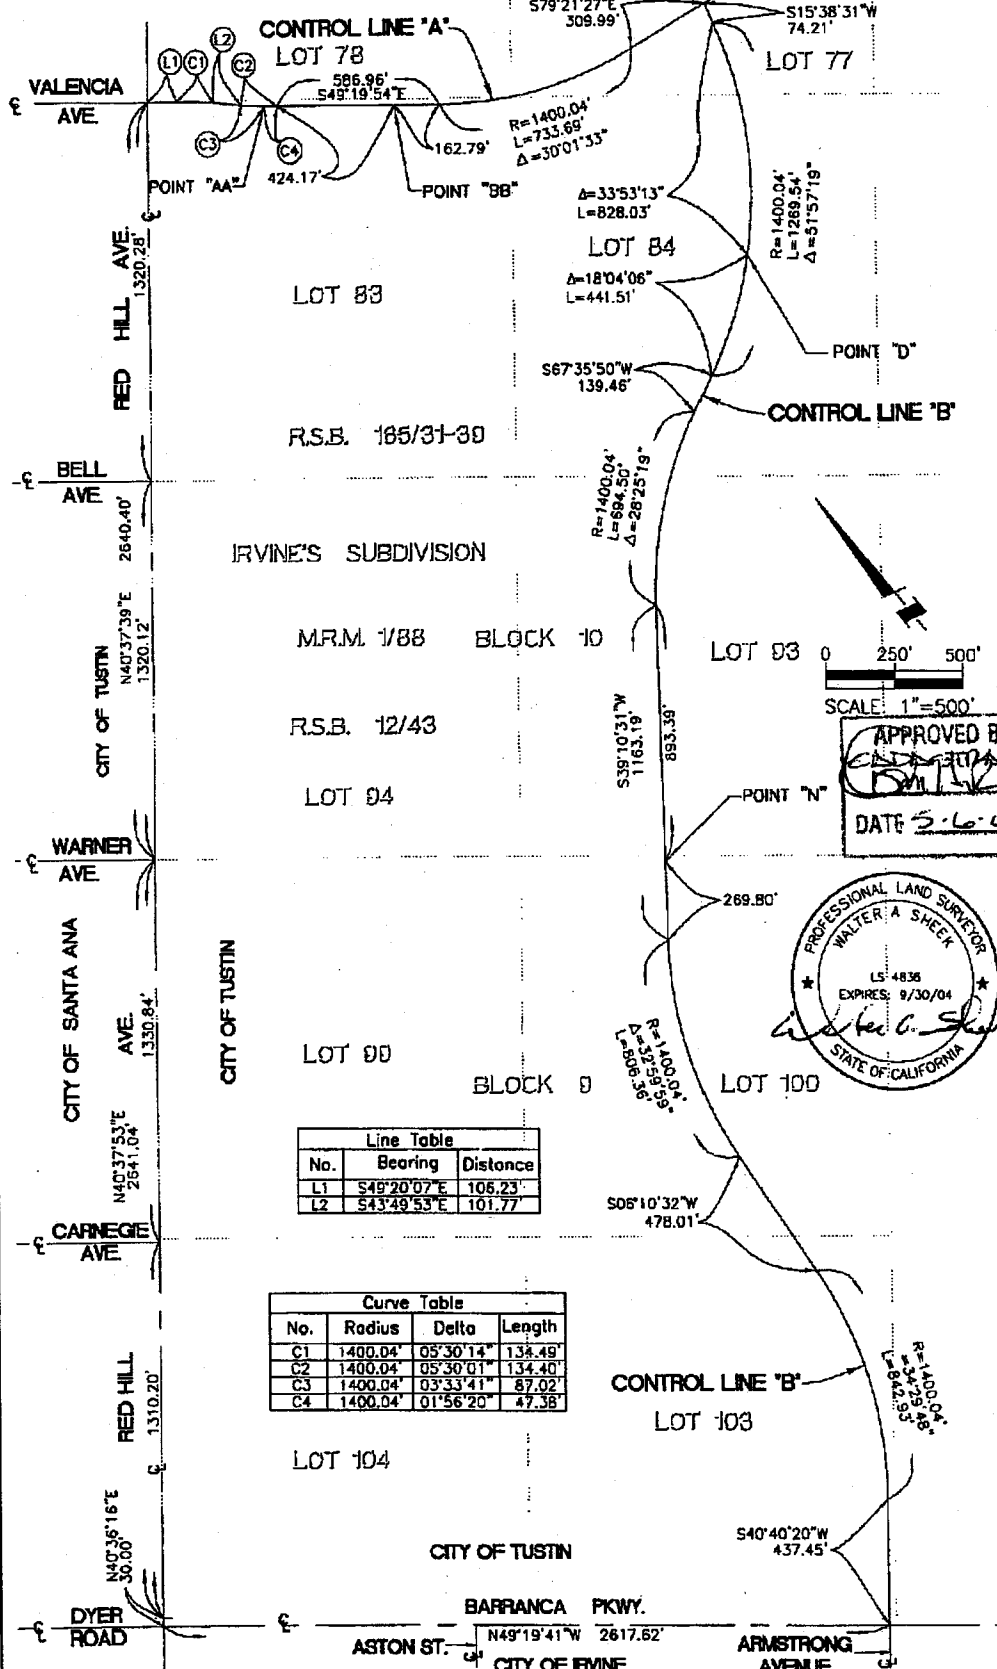 S79°21'27"E
309.99'
S15°38'31"W
74.21'
CONTROL LINE "A"
LOT 78
LOT 77
L1
C1
L2
C2
VALENCIA
AVE.
586.96'
S49°19'54"E
R=1400.04'
L=733.69'
Δ=30°01'33"
C3
C4
162.79'
POINT "AA"
424.17'
POINT "BB"
Δ=33°53'13"
L=828.03'
R=1400.04'
L=1269.54'
Δ=51°57'19"
LOT 84
RED HILL AVE.
1320.28'
LOT 83
Δ=18°04'06"
L=441.51'
POINT "D"
S67°35'50"W
139.46'
CONTROL LINE "B"
R.S.B. 165/31-39
BELL
AVE.
R=1400.04'
L=694.50'
Δ=28°25'19"
2640.40'
IRVINE'S SUBDIVISION
N40°37'39"E
1320.12'
CITY OF TUSTIN
M.R.M. 1/88
BLOCK 10
LOT 93
0 250' 500'
SCALE: 1"=500'
R.S.B. 12/43
S39°10'31"W
1163.19'
893.39'
APPROVED B
LOT 94
POINT "N"
DATE 5-6-
WARNER
AVE.
269.80'
PROFESSIONAL LAND SURVEYOR
WALTER A SHEEK
LS 4836
EXPIRES: 9/30/04
STATE OF CALIFORNIA
CITY OF SANTA ANA
AVE.
1330.84'
CITY OF TUSTIN
LOT 99
R=1400.04'
Δ=32°59'59"
L=806.36'
BLOCK 9
LOT 100
N40°37'53"E
2641.04'
Line Table
No. Bearing Distance
L1 S49°20'07"E 106.23'
L2 S43°49'53"E 101.77'
S06°10'32"W
478.01'
CARNEGIE
AVE.
Curve Table
No. Radius Delta Length
C1 1400.04' 05°30'14" 134.49'
C2 1400.04' 05°30'01" 134.40'
C3 1400.04' 03°33'41" 87.02'
C4 1400.04' 01°56'20" 47.38'
R=1400.04'
=34°29'48"
L=842.93'
CONTROL LINE "B"
LOT 103
RED HILL
1310.20'
LOT 104
N40°36'16"E
30.00'
S40°40'20"W
437.45'
CITY OF TUSTIN
DYER
ROAD
BARRANCA PKWY.
N49°19'41"W 2617.62'
ASTON ST.
CITY OF IRVINE
ARMSTRONG
AVENUE